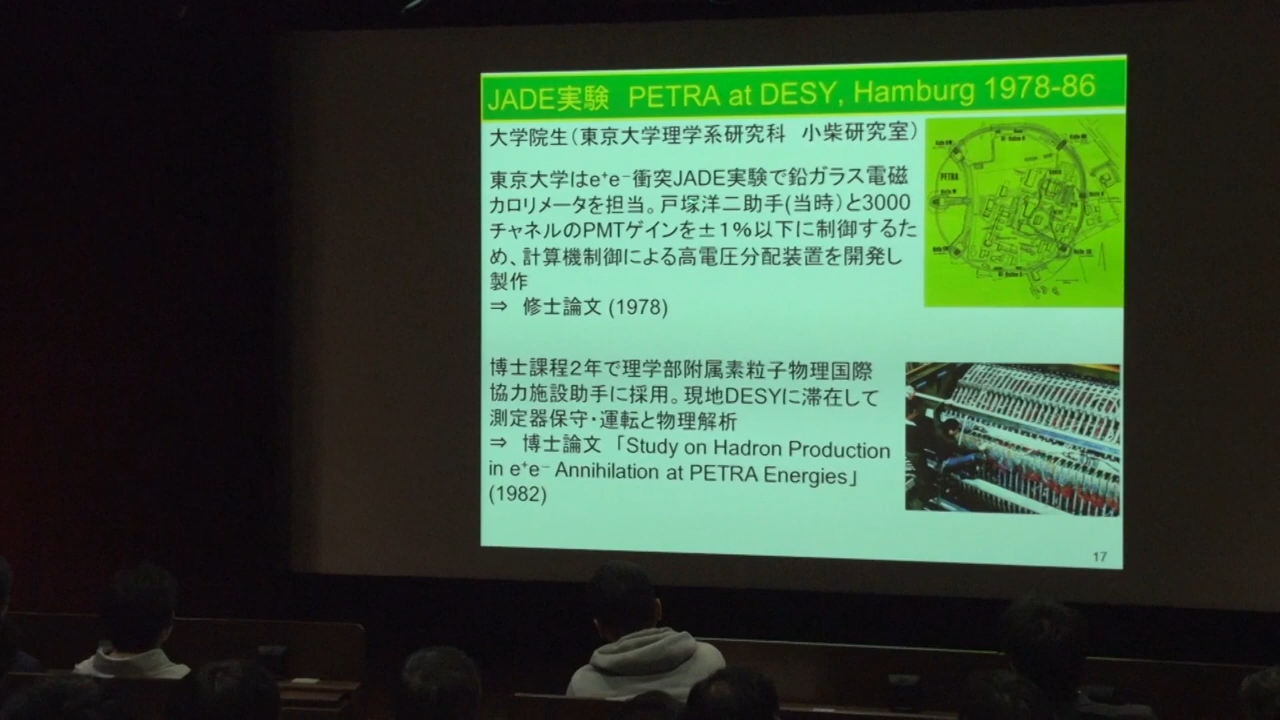 JADE実験 PETRA at DESY, Hamburg 1978-86
大学院生(東京大学理学系研究科 小柴研究室)
東京大学はe⁺e⁻衝突JADE実験で鉛ガラス電磁
カロリメータを担当。戸塚洋二助手(当時)と3000
チャネルのPMTゲインを±1%以下に制御するた
め、計算機制御による高電圧分配装置を開発し
製作
⇒ 修士論文 (1978)
PETRA
博士課程2年で理学部附属素粒子物理国際
協力施設助手に採用。現地DESYに滞在して
測定器保守・運転と物理解析
⇒ 博士論文 「Study on Hadron Production
in e⁺e⁻ Annihilation at PETRA Energies」
(1982)
17